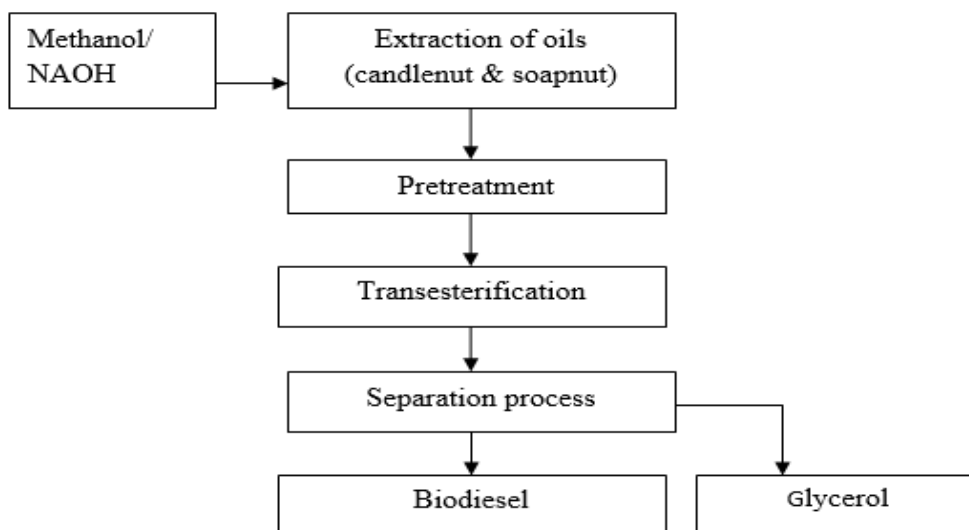 Methanol/
NAOH
Extraction of oils
(candlenut & soapnut)
Pretreatment
Transesterification
Separation process
Biodiesel
Glycerol